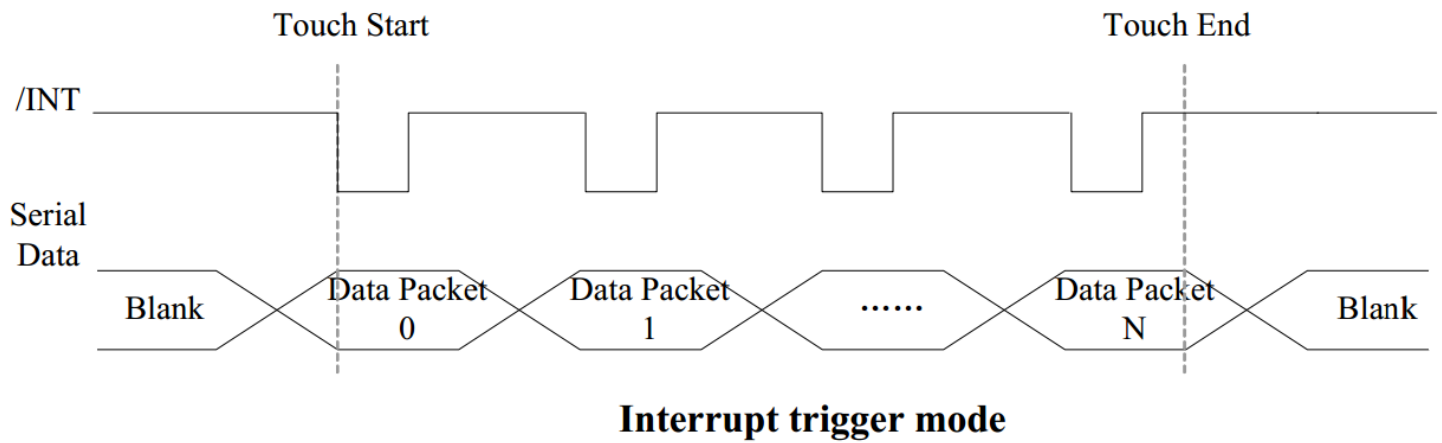 Touch Start
Touch End
/INT
Serial
Data
Blank
Data Packet
0
Data Packet
1
......
Data Packet
N
Blank
Interrupt trigger mode